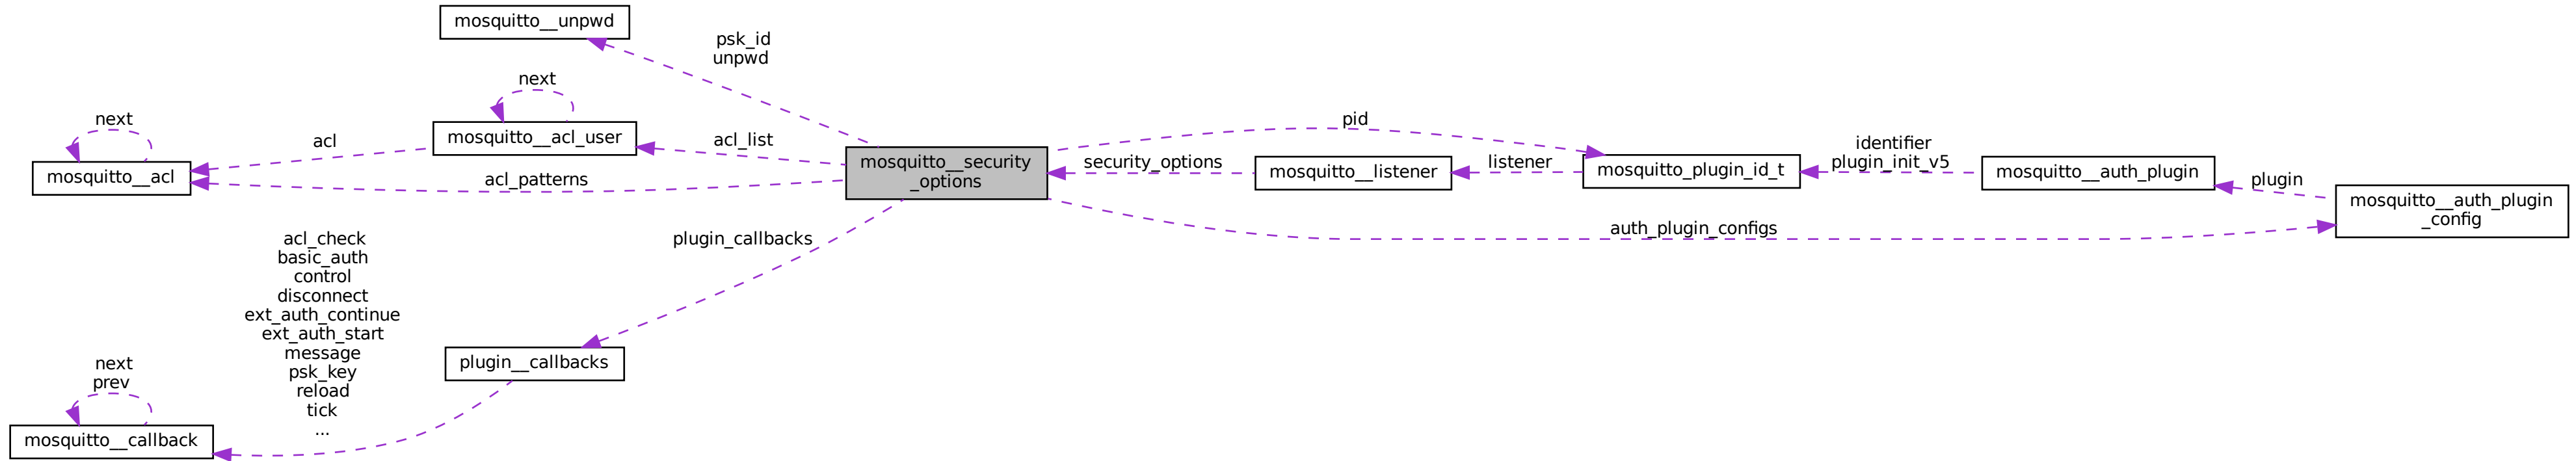 mosquitto__unpwd
psk_id
unpwd
next
next
mosquitto__acl_user
acl
acl_list
mosquitto__acl
acl_patterns
mosquitto__security
_options
pid
security_options
mosquitto__listener
listener
mosquitto_plugin_id_t
identifier
plugin_init_v5
mosquitto__auth_plugin
plugin
mosquitto__auth_plugin
_config
auth_plugin_configs
plugin_callbacks
acl_check
basic_auth
control
disconnect
ext_auth_continue
ext_auth_start
message
psk_key
reload
tick
...
plugin__callbacks
next
prev
mosquitto__callback